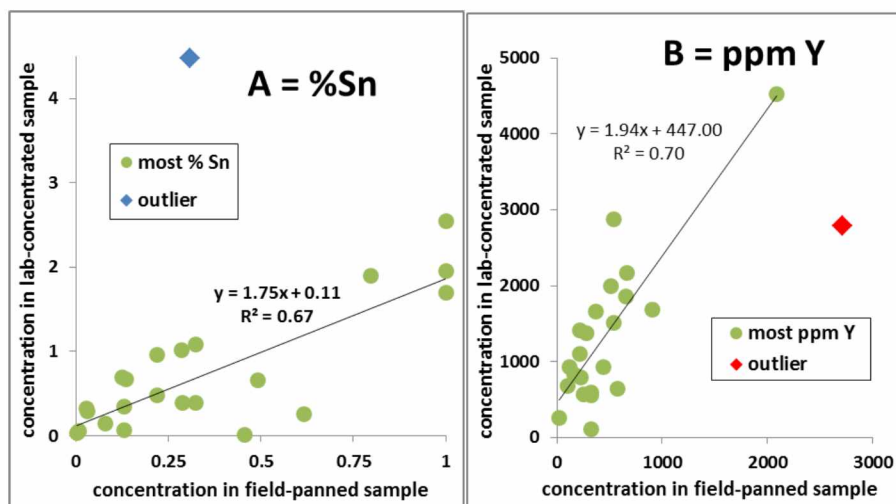 A = %Sn
concentration in lab-concentrated sample
4
3
2
1
0
most % Sn
outlier
y = 1.75x + 0.11
R² = 0.67
0 0.25 0.5 0.75 1
concentration in field-panned sample
B = ppm Y
concentration in lab-concentrated sample
5000
4000
3000
2000
1000
0
y = 1.94x + 447.00
R² = 0.70
most ppm Y
outlier
0 1000 2000 3000
concentration in field-panned sample